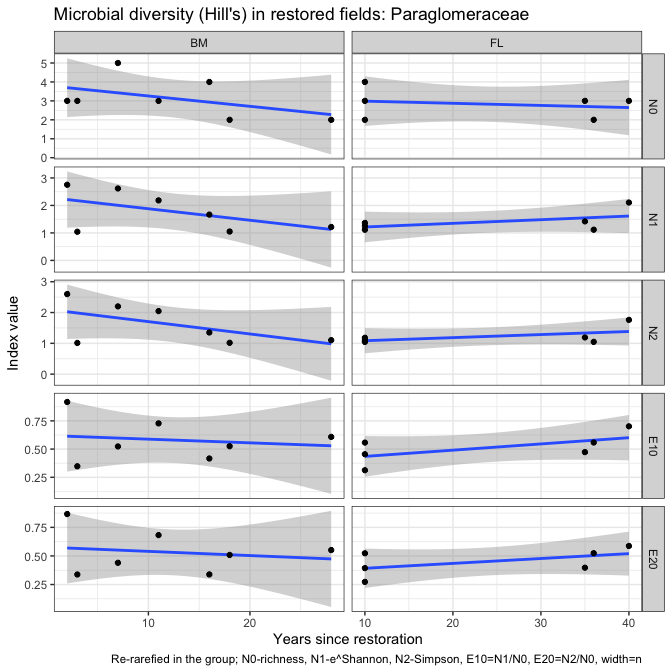 Microbial diversity (Hill's) in restored fields: Paraglomeraceae
BM
FL
5
4
3
2
1
0
N0
3
2
1
0
N1
Index value
3
2
1
0
N2
0.75
0.50
0.25
E10
0.75
0.50
0.25
E20
10
20
10
20
30
40
Years since restoration
Re-rarefied in the group; N0-richness, N1-e^Shannon, N2-Simpson, E10=N1/N0, E20=N2/N0, width=n